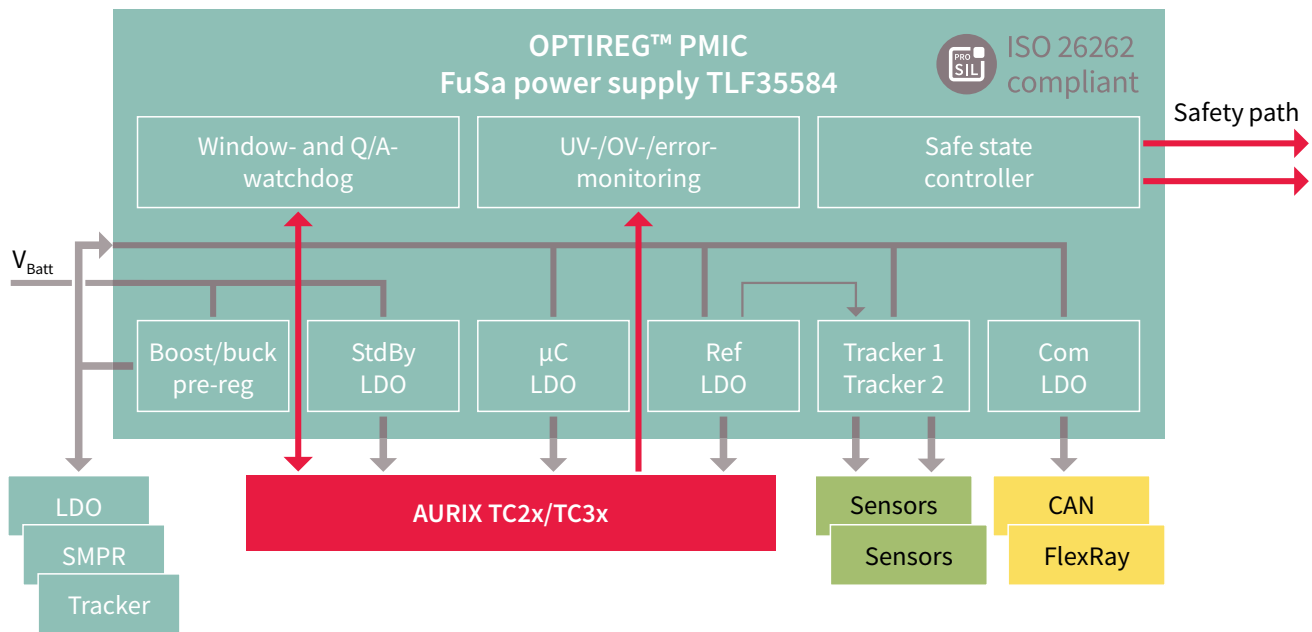 OPTIREG™ PMIC
FuSa power supply TLF35584
PRO
SIL
ISO 26262
compliant
Safety path
Window- and Q/A-
watchdog
UV-/OV-/error-
monitoring
Safe state
controller
VBatt
Boost/buck
pre-reg
StdBy
LDO
µC
LDO
Ref
LDO
Tracker 1
Tracker 2
Com
LDO
LDO
SMPR
Tracker
AURIX TC2x/TC3x
Sensors
Sensors
CAN
FlexRay